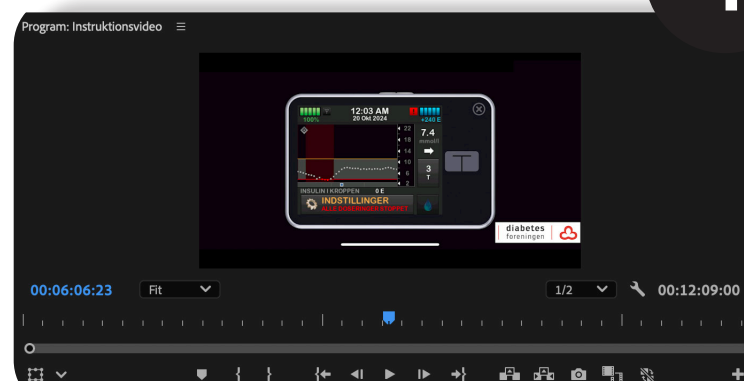 Program: Instruktionsvideo
12:03 AM
20 Okt 2024
100%
+240 E
22
18
14
10
6
2
7.4
mmol/l
3
T
INSULIN I KROPPEN 0 E
INDSTILLINGER
ALLE DOSERINGER STOPPET
diabetes
foreningen
00:06:06:23
Fit
1/2
00:12:09:00